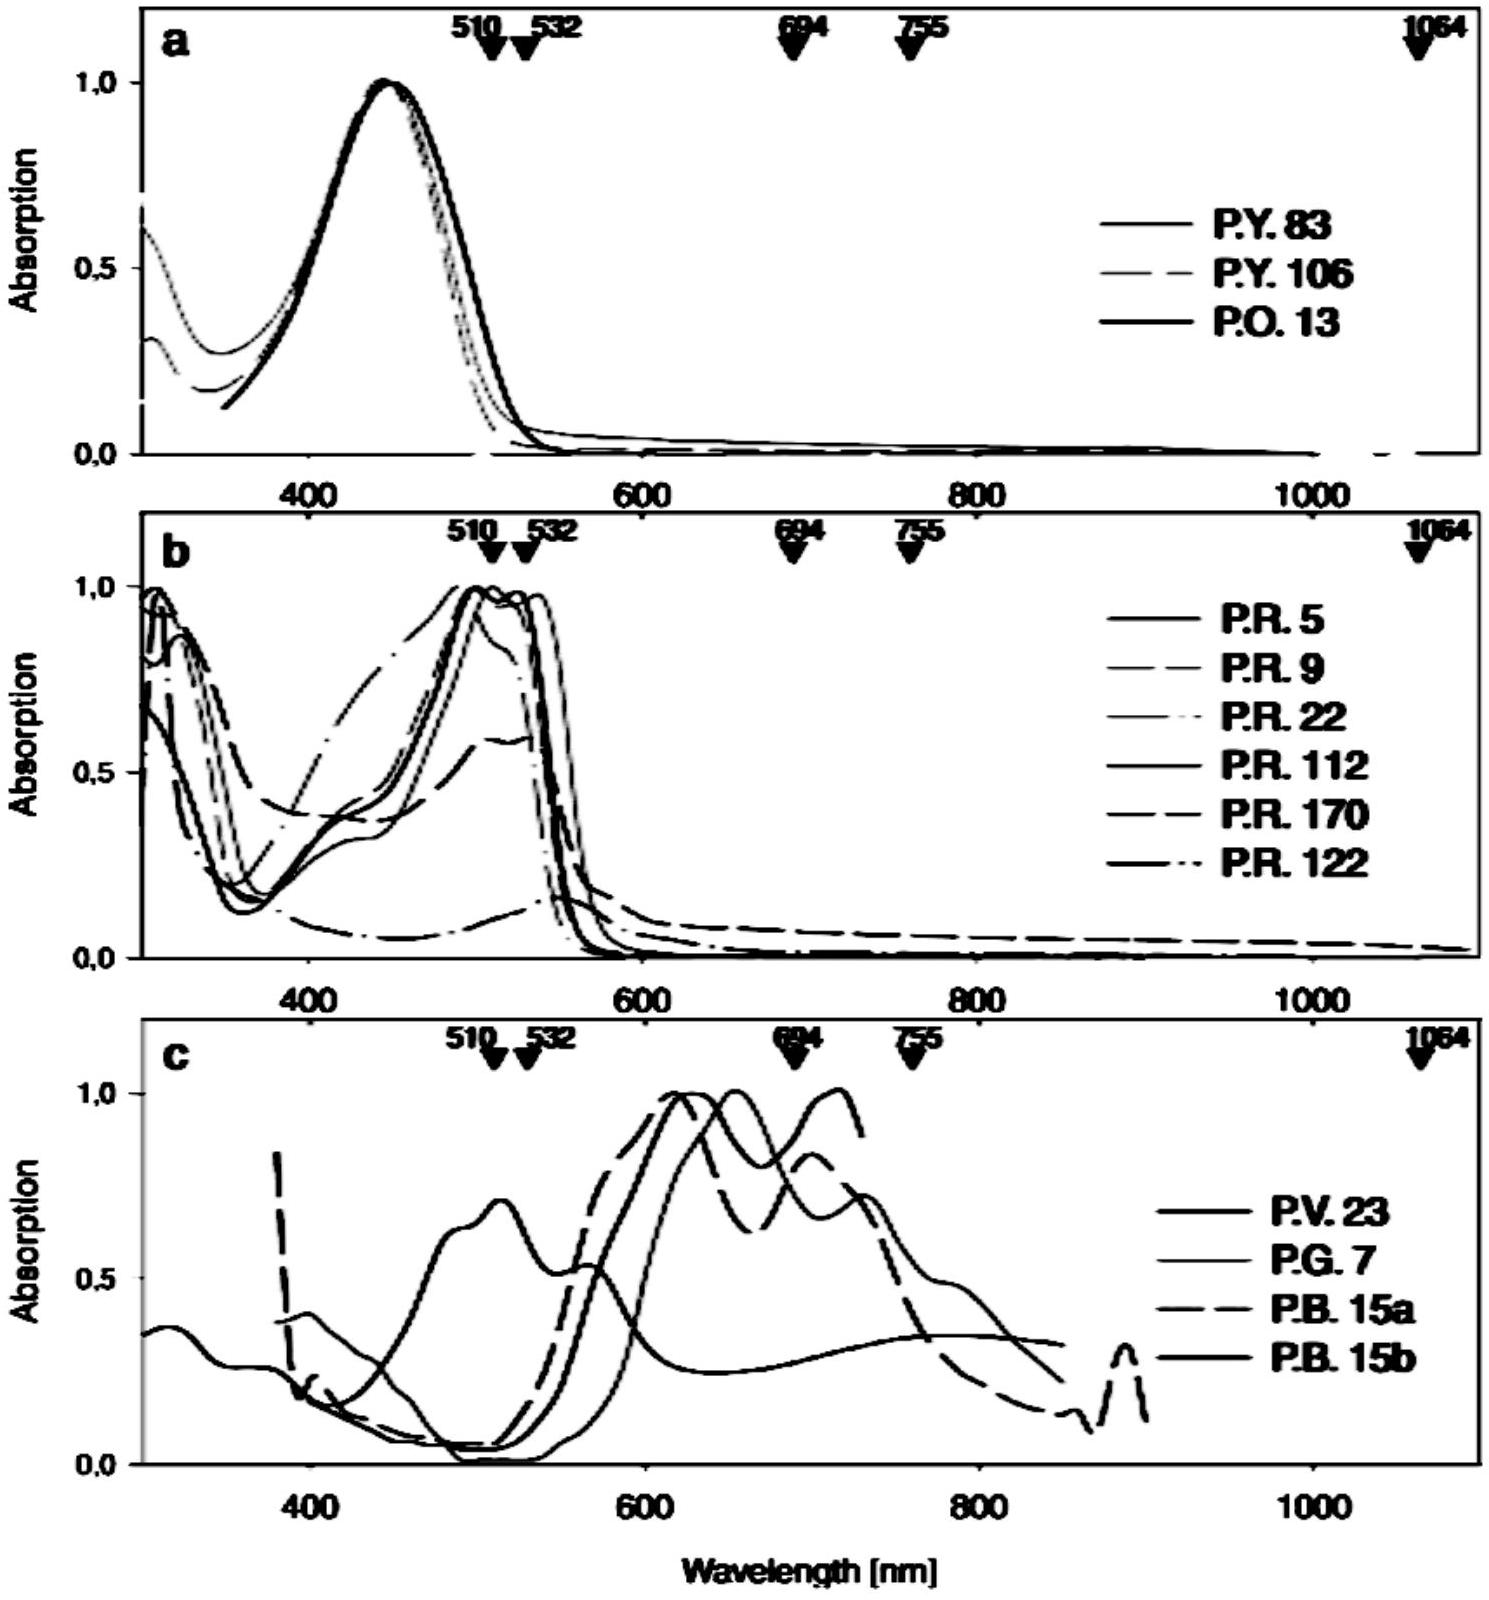 a
510 532 694 755 1064
1,0
0,5
0,0
Absorption
P.Y. 83
P.Y. 106
P.O. 13
400 600 800 1000
b
510 532 694 755 1064
1,0
0,5
0,0
Absorption
P.R. 5
P.R. 9
P.R. 22
P.R. 112
P.R. 170
P.R. 122
400 600 800 1000
c
510 532 694 755 1064
1,0
0,5
0,0
Absorption
P.V. 23
P.G. 7
P.B. 15a
P.B. 15b
400 600 800 1000
Wavelength [nm]